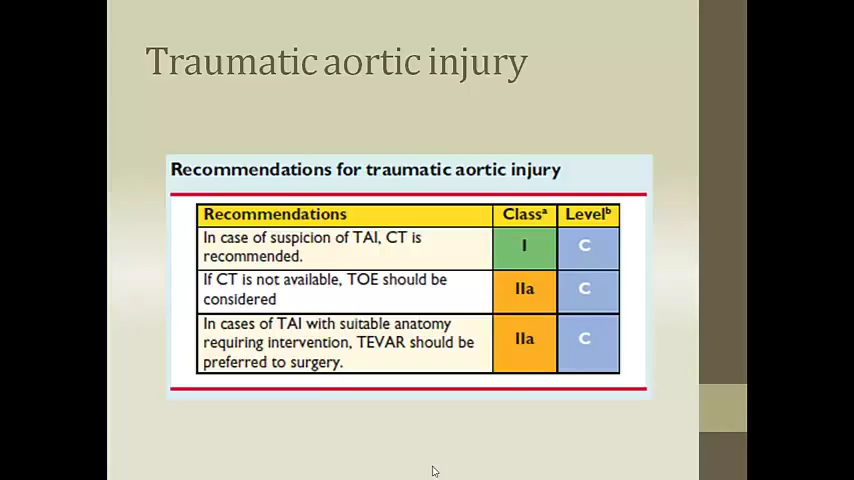 Traumatic aortic injury
Recommendations for traumatic aortic injury
Recommendations Classᵃ Levelᵇ
In case of suspicion of TAI, CT is
recommended. I C
If CT is not available, TOE should be
considered IIa C
In cases of TAI with suitable anatomy
requiring intervention, TEVAR should be IIa C
preferred to surgery.